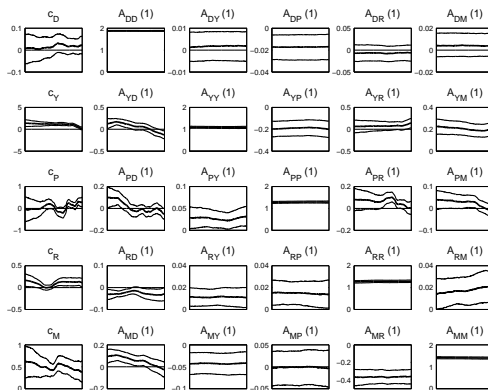 c_D A_DD (1) A_DY (1) A_DP (1) A_DR (1) A_DM (1)
0.1 2 0.01 0.02 0.05 0.02
0 1 0 0 0 0
−0.1 0 −0.01 −0.04 −0.05 −0.02
c_Y A_YD (1) A_YY (1) A_YP (1) A_YR (1) A_YM (1)
5 0.5 2 0.2 0.1 0.4
0 0 1 0 0 0.2
−5 −0.5 0 −0.4 −0.1 0
c_P A_PD (1) A_PY (1) A_PP (1) A_PR (1) A_PM (1)
1 0.2 0.1 2 0.2 0.2
0 0 0.05 1 0 0
−1 −0.2 0 0 −0.2 −0.2
c_R A_RD (1) A_RY (1) A_RP (1) A_RR (1) A_RM (1)
0.5 0.1 0.04 0.04 2 0.04
0 0 0.02 0.02 1 0.02
−0.5 −0.1 0 0 0 0
c_M A_MD (1) A_MY (1) A_MP (1) A_MR (1) A_MM (1)
1 0.2 0 0.05 0 2
0.5 0 −0.05 0 −0.2 1
0 −0.2 −0.1 −0.05 −0.4 0